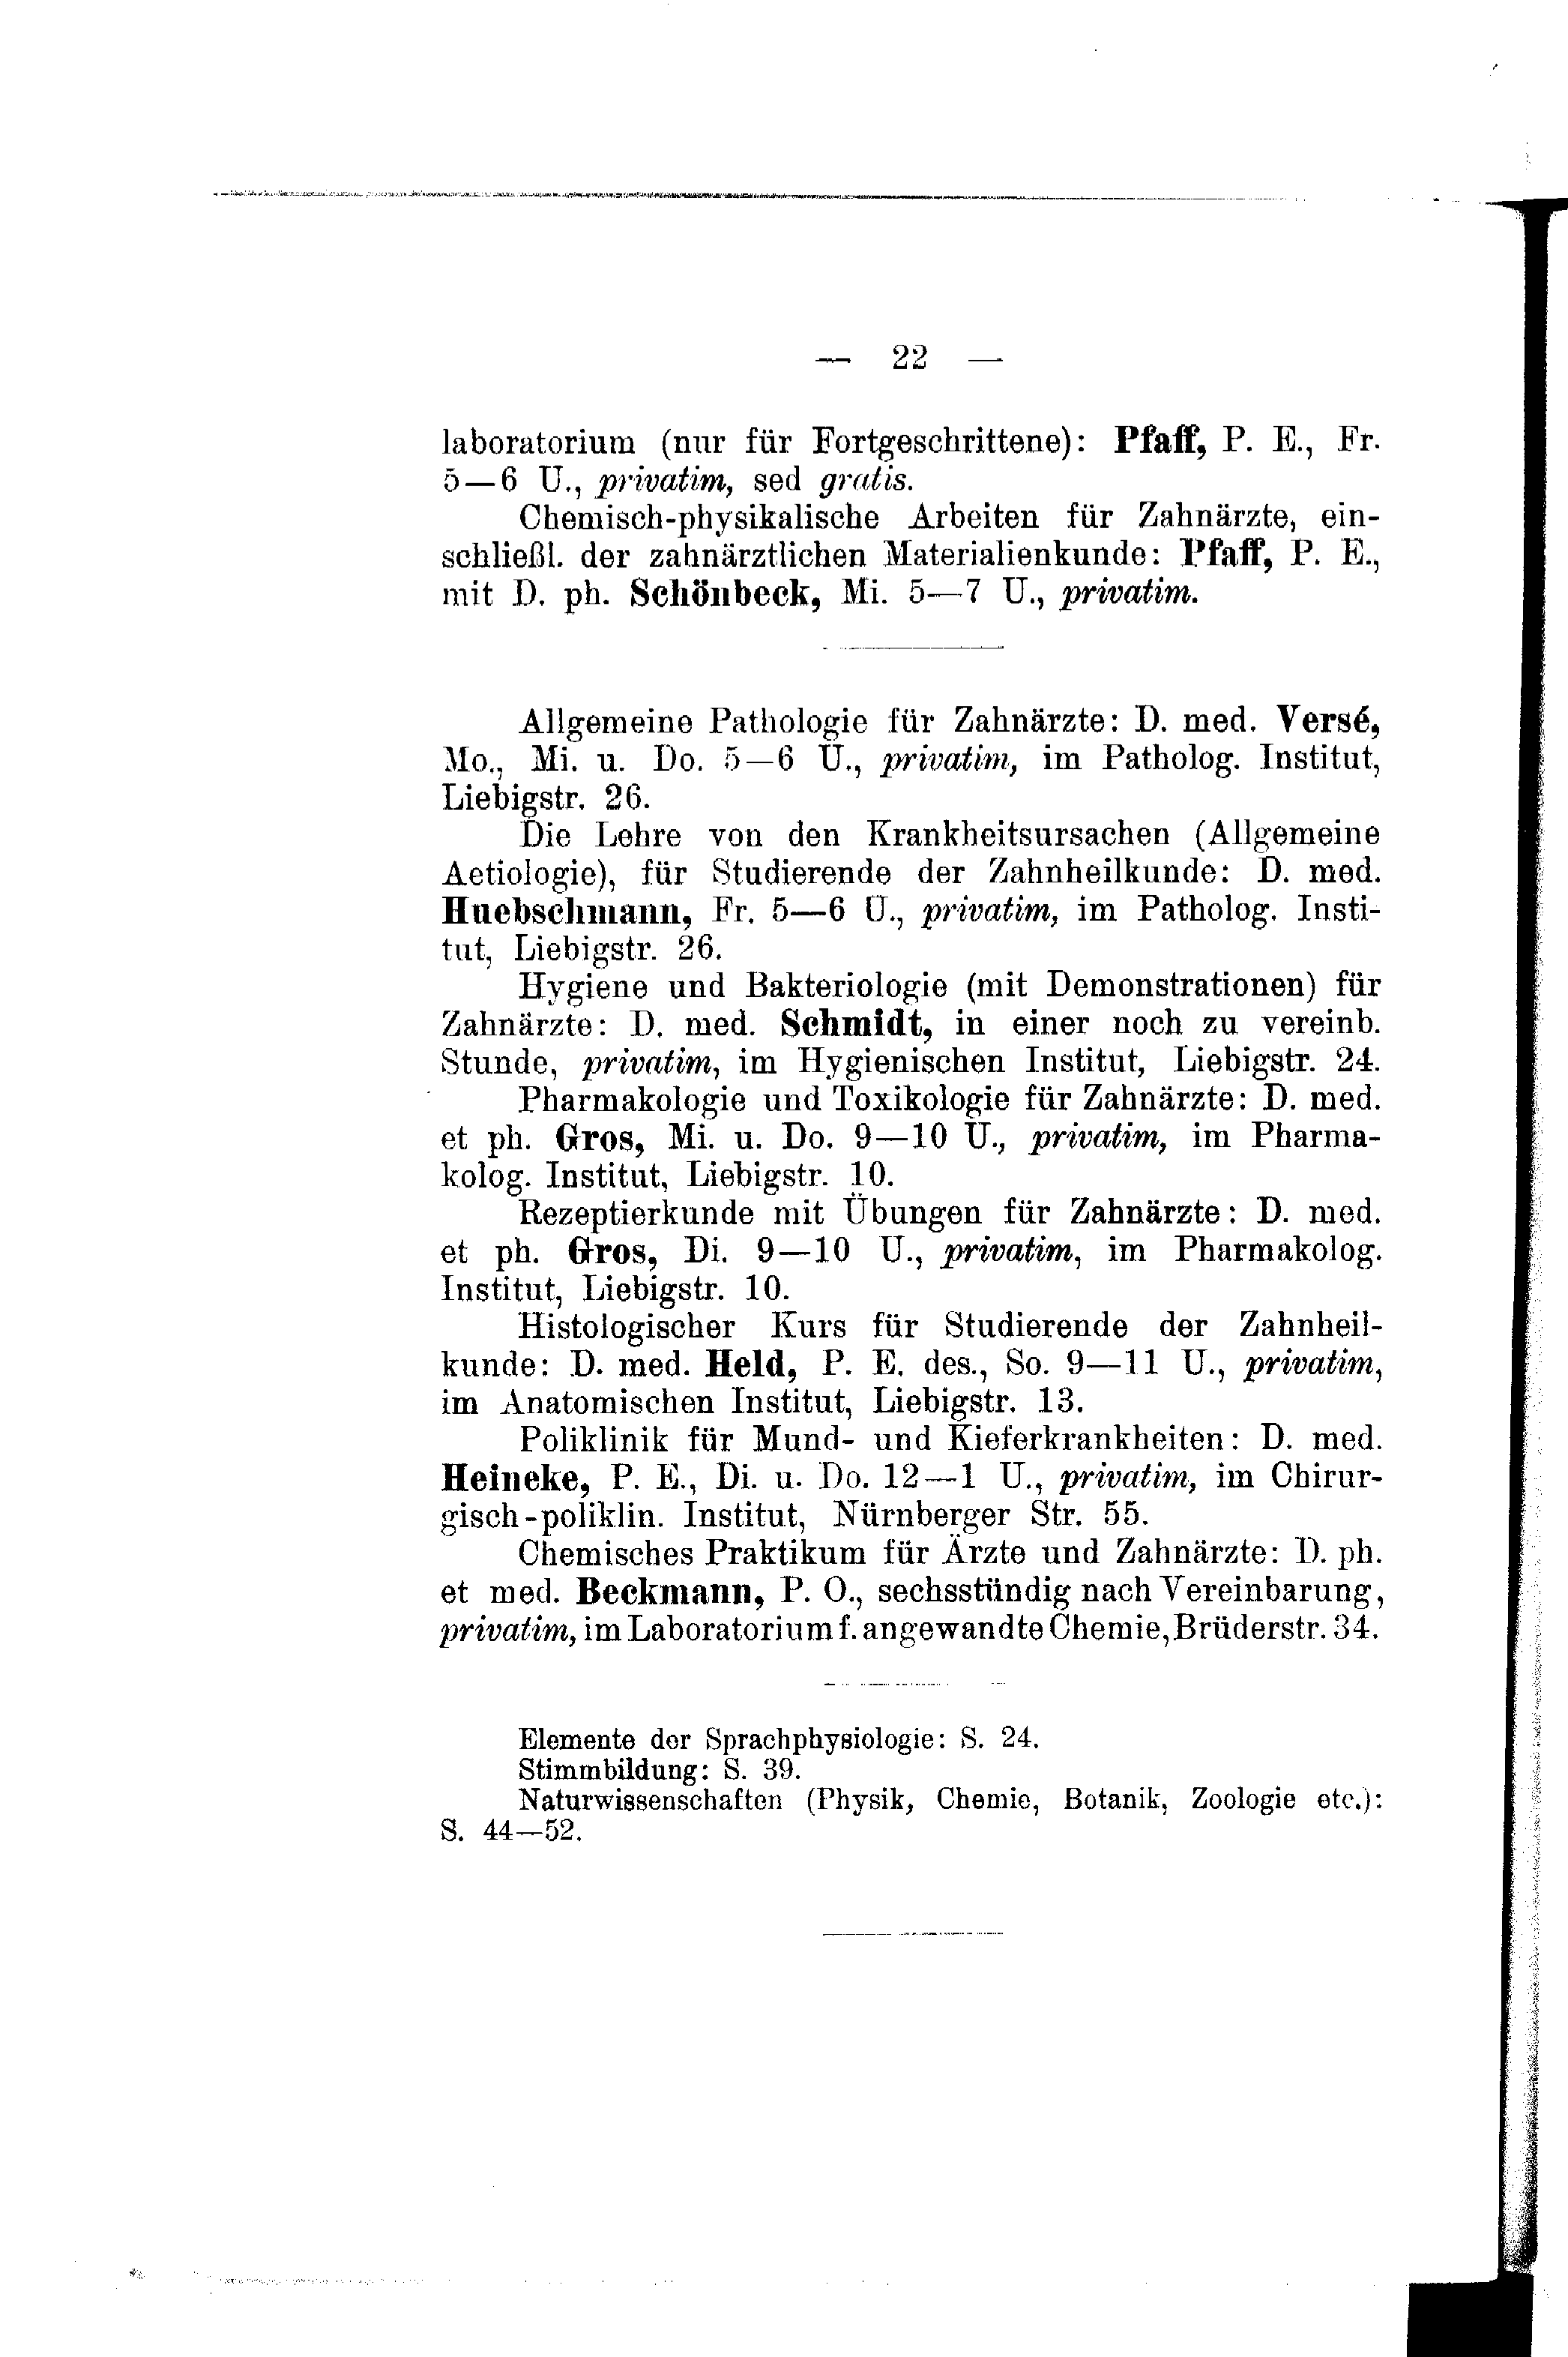 — 22 —
laboratorium (nur für Fortgeschrittene): Pfaff, P. E., Fr.
5—6 U., privatim, sed gratis.
Chemisch-physikalische Arbeiten für Zahnärzte, ein-
schließl. der zahnärztlichen Materialienkunde: Pfaff, P. E.,
mit D. ph. Schönbeck, Mi. 5—7 U., privatim.
Allgemeine Pathologie für Zahnärzte: D. med. Versé,
Mo., Mi. u. Do. 5—6 U., privatim, im Patholog. Institut,
Liebigstr. 26.
Die Lehre von den Krankheitsursachen (Allgemeine
Aetiologie), für Studierende der Zahnheilkunde: D. med.
Huebschmann, Fr. 5—6 U., privatim, im Patholog. Insti-
tut, Liebigstr. 26.
Hygiene und Bakteriologie (mit Demonstrationen) für
Zahnärzte: D. med. Schmidt, in einer noch zu vereinb.
Stunde, privatim, im Hygienischen Institut, Liebigstr. 24.
Pharmakologie und Toxikologie für Zahnärzte: D. med.
et ph. Gros, Mi. u. Do. 9—10 U., privatim, im Pharma-
kolog. Institut, Liebigstr. 10.
Rezeptierkunde mit Übungen für Zahnärzte: D. med.
et ph. Gros, Di. 9—10 U., privatim, im Pharmakolog.
Institut, Liebigstr. 10.
Histologischer Kurs für Studierende der Zahnheil-
kunde: D. med. Held, P. E. des., So. 9—11 U., privatim,
im Anatomischen Institut, Liebigstr. 13.
Poliklinik für Mund- und Kieferkrankheiten: D. med.
Heineke, P. E., Di. u. Do. 12—1 U., privatim, im Chirur-
gisch-poliklin. Institut, Nürnberger Str. 55.
Chemisches Praktikum für Ärzte und Zahnärzte: D. ph.
et med. Beckmann, P. O., sechsstündig nach Vereinbarung,
privatim, im Laboratorium f. angewandte Chemie, Brüderstr. 34.
Elemente der Sprachphysiologie: S. 24.
Stimmbildung: S. 39.
Naturwissenschaften (Physik, Chemie, Botanik, Zoologie etc.):
S. 44—52.